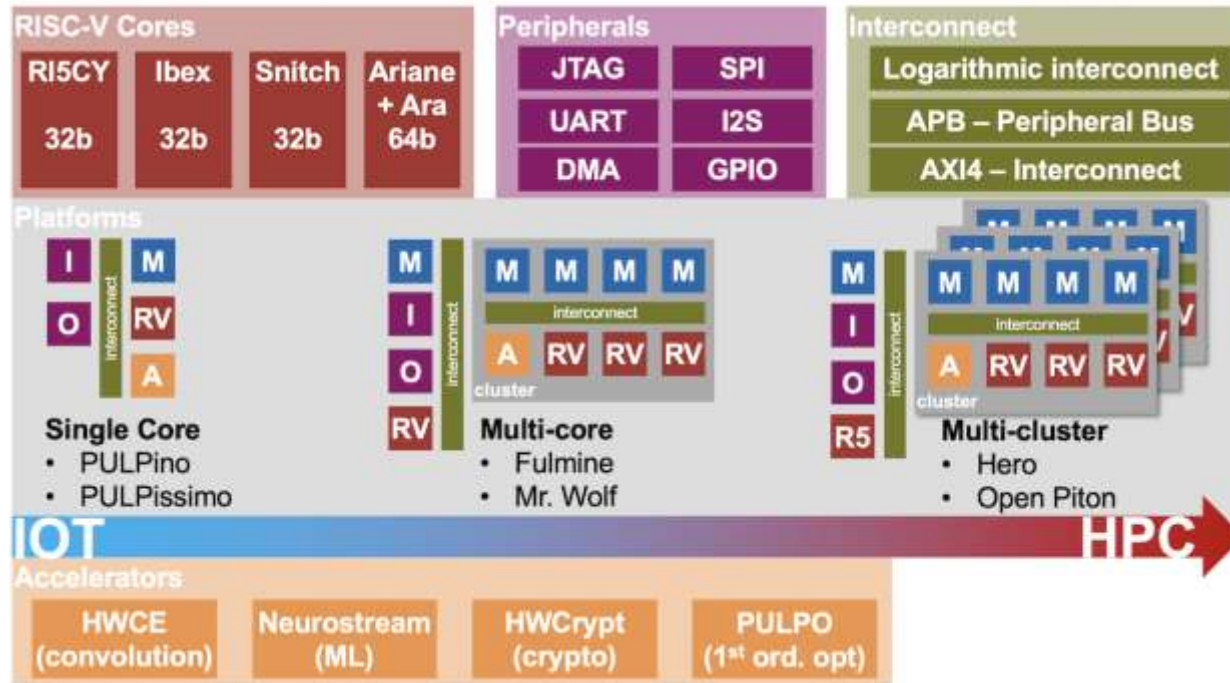 RISC-V Cores
RI5CY
32b
Ibex
32b
Snitch
32b
Ariane
+ Ara
64b
Peripherals
JTAG
SPI
UART
I2S
DMA
GPIO
Interconnect
Logarithmic interconnect
APB – Peripheral Bus
AXI4 – Interconnect
Platforms
I
O
interconnect
M
RV
A
Single Core
• PULPino
• PULPissimo
M
I
O
RV
interconnect
M M M M
interconnect
A RV RV RV
cluster
Multi-core
• Fulmine
• Mr. Wolf
M
I
O
R5
interconnect
M M M M
M M M M
M M M M
interconnect
A RV RV RV
cluster
Multi-cluster
• Hero
• Open Piton
IOT
HPC
Accelerators
HWCE
(convolution)
Neurostream
(ML)
HWCrypt
(crypto)
PULPO
(1st ord. opt)